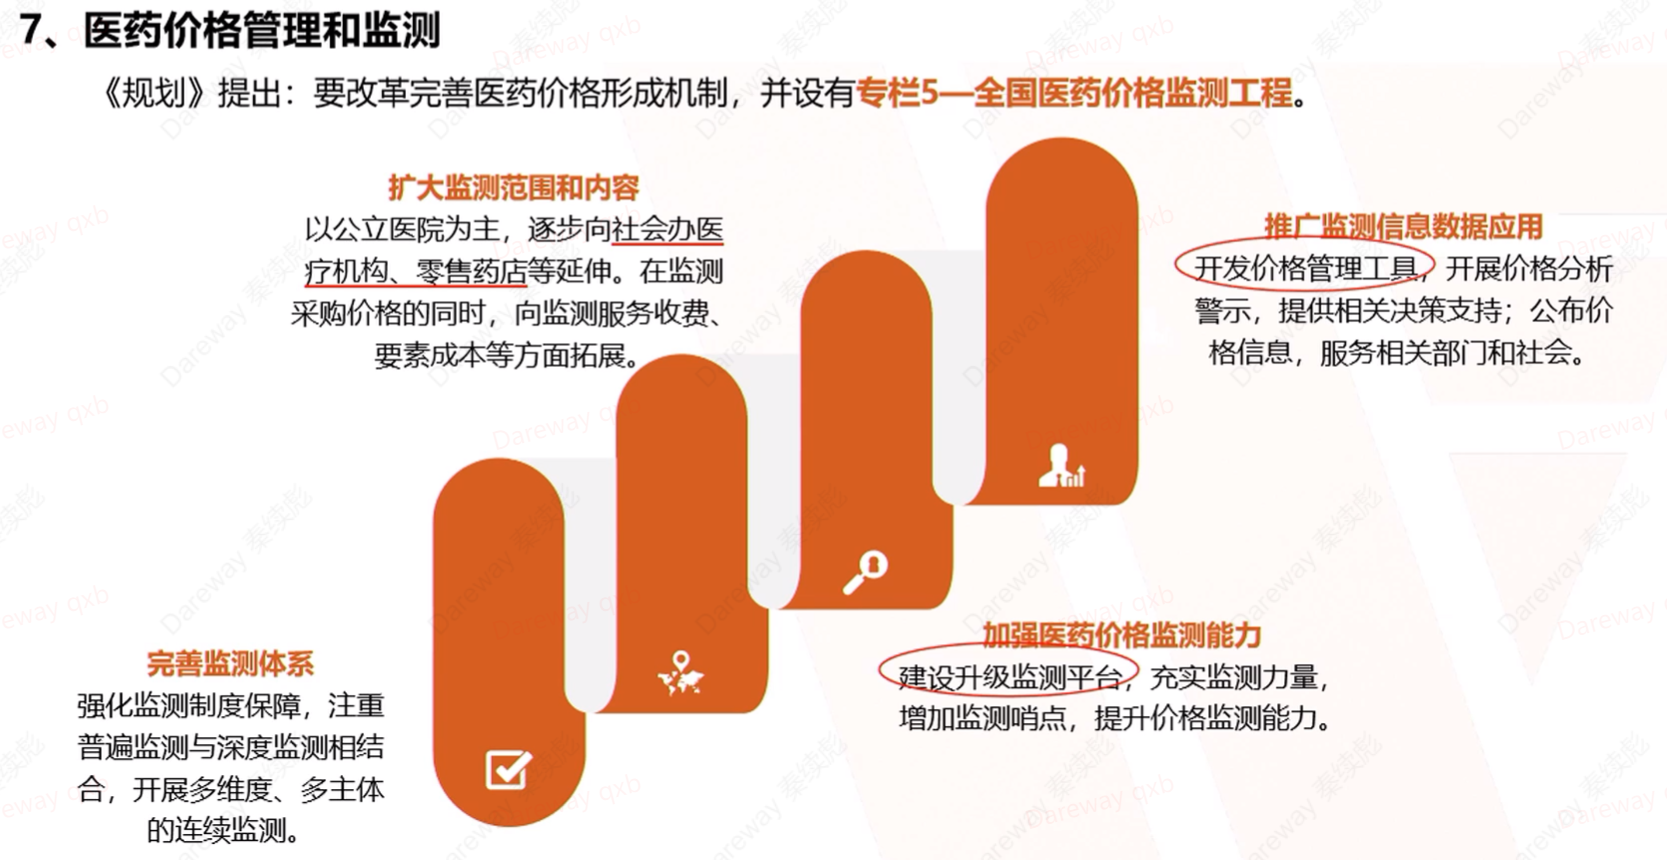 7、医药价格管理和监测
《规划》提出：要改革完善医药价格形成机制，并设有专栏5—全国医药价格监测工程。
扩大监测范围和内容
以公立医院为主，逐步向社会办医
疗机构、零售药店等延伸。在监测
采购价格的同时，向监测服务收费、
要素成本等方面拓展。
推广监测信息数据应用
开发价格管理工具，开展价格分析
警示，提供相关决策支持；公布价
格信息，服务相关部门和社会。
完善监测体系
强化监测制度保障，注重
普遍监测与深度监测相结
合，开展多维度、多主体
的连续监测。
加强医药价格监测能力
建设升级监测平台，充实监测力量，
增加监测哨点，提升价格监测能力。
Dareway qxb
Dareway 秦续彪